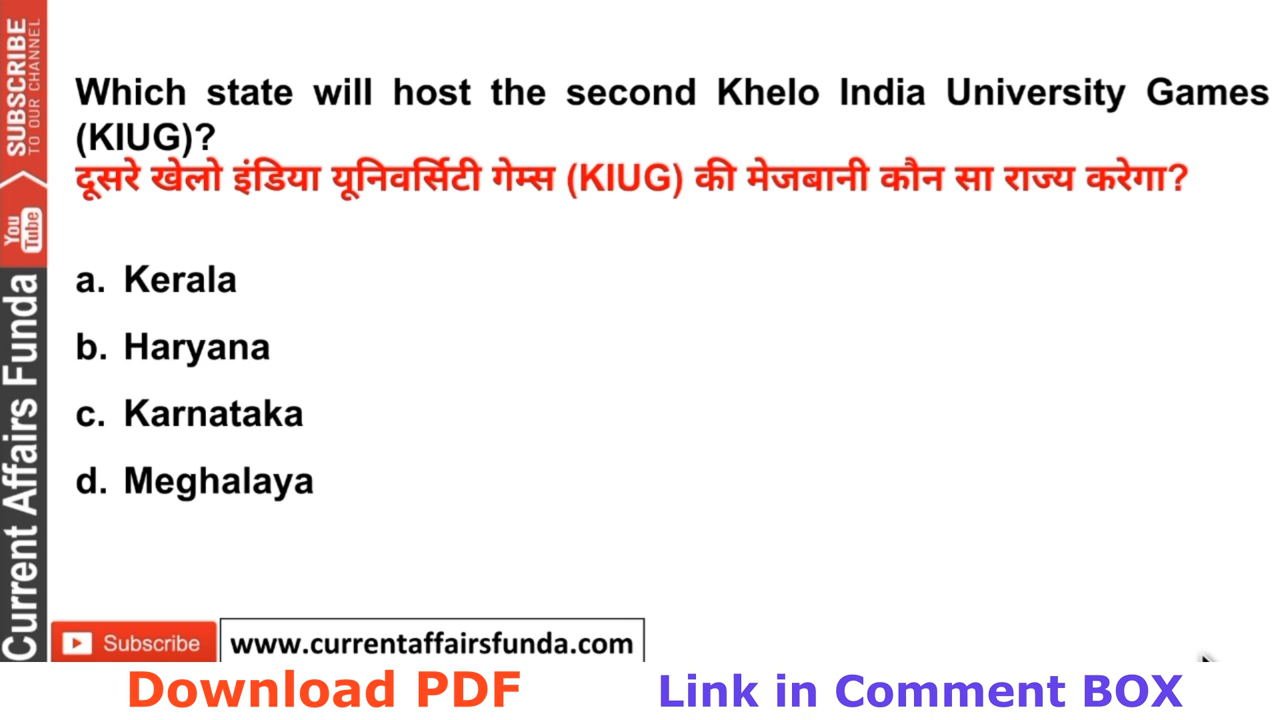 SUBSCRIBE
TO OUR CHANNEL
You
Tube
Current Affairs Funda
Which state will host the second Khelo India University Games
(KIUG)?
दूसरे खेलो इंडिया यूनिवर्सिटी गेम्स (KIUG) की मेजबानी कौन सा राज्य करेगा?
a. Kerala
b. Haryana
c. Karnataka
d. Meghalaya
Subscribe
www.currentaffairsfunda.com
Download PDF
Link in Comment BOX